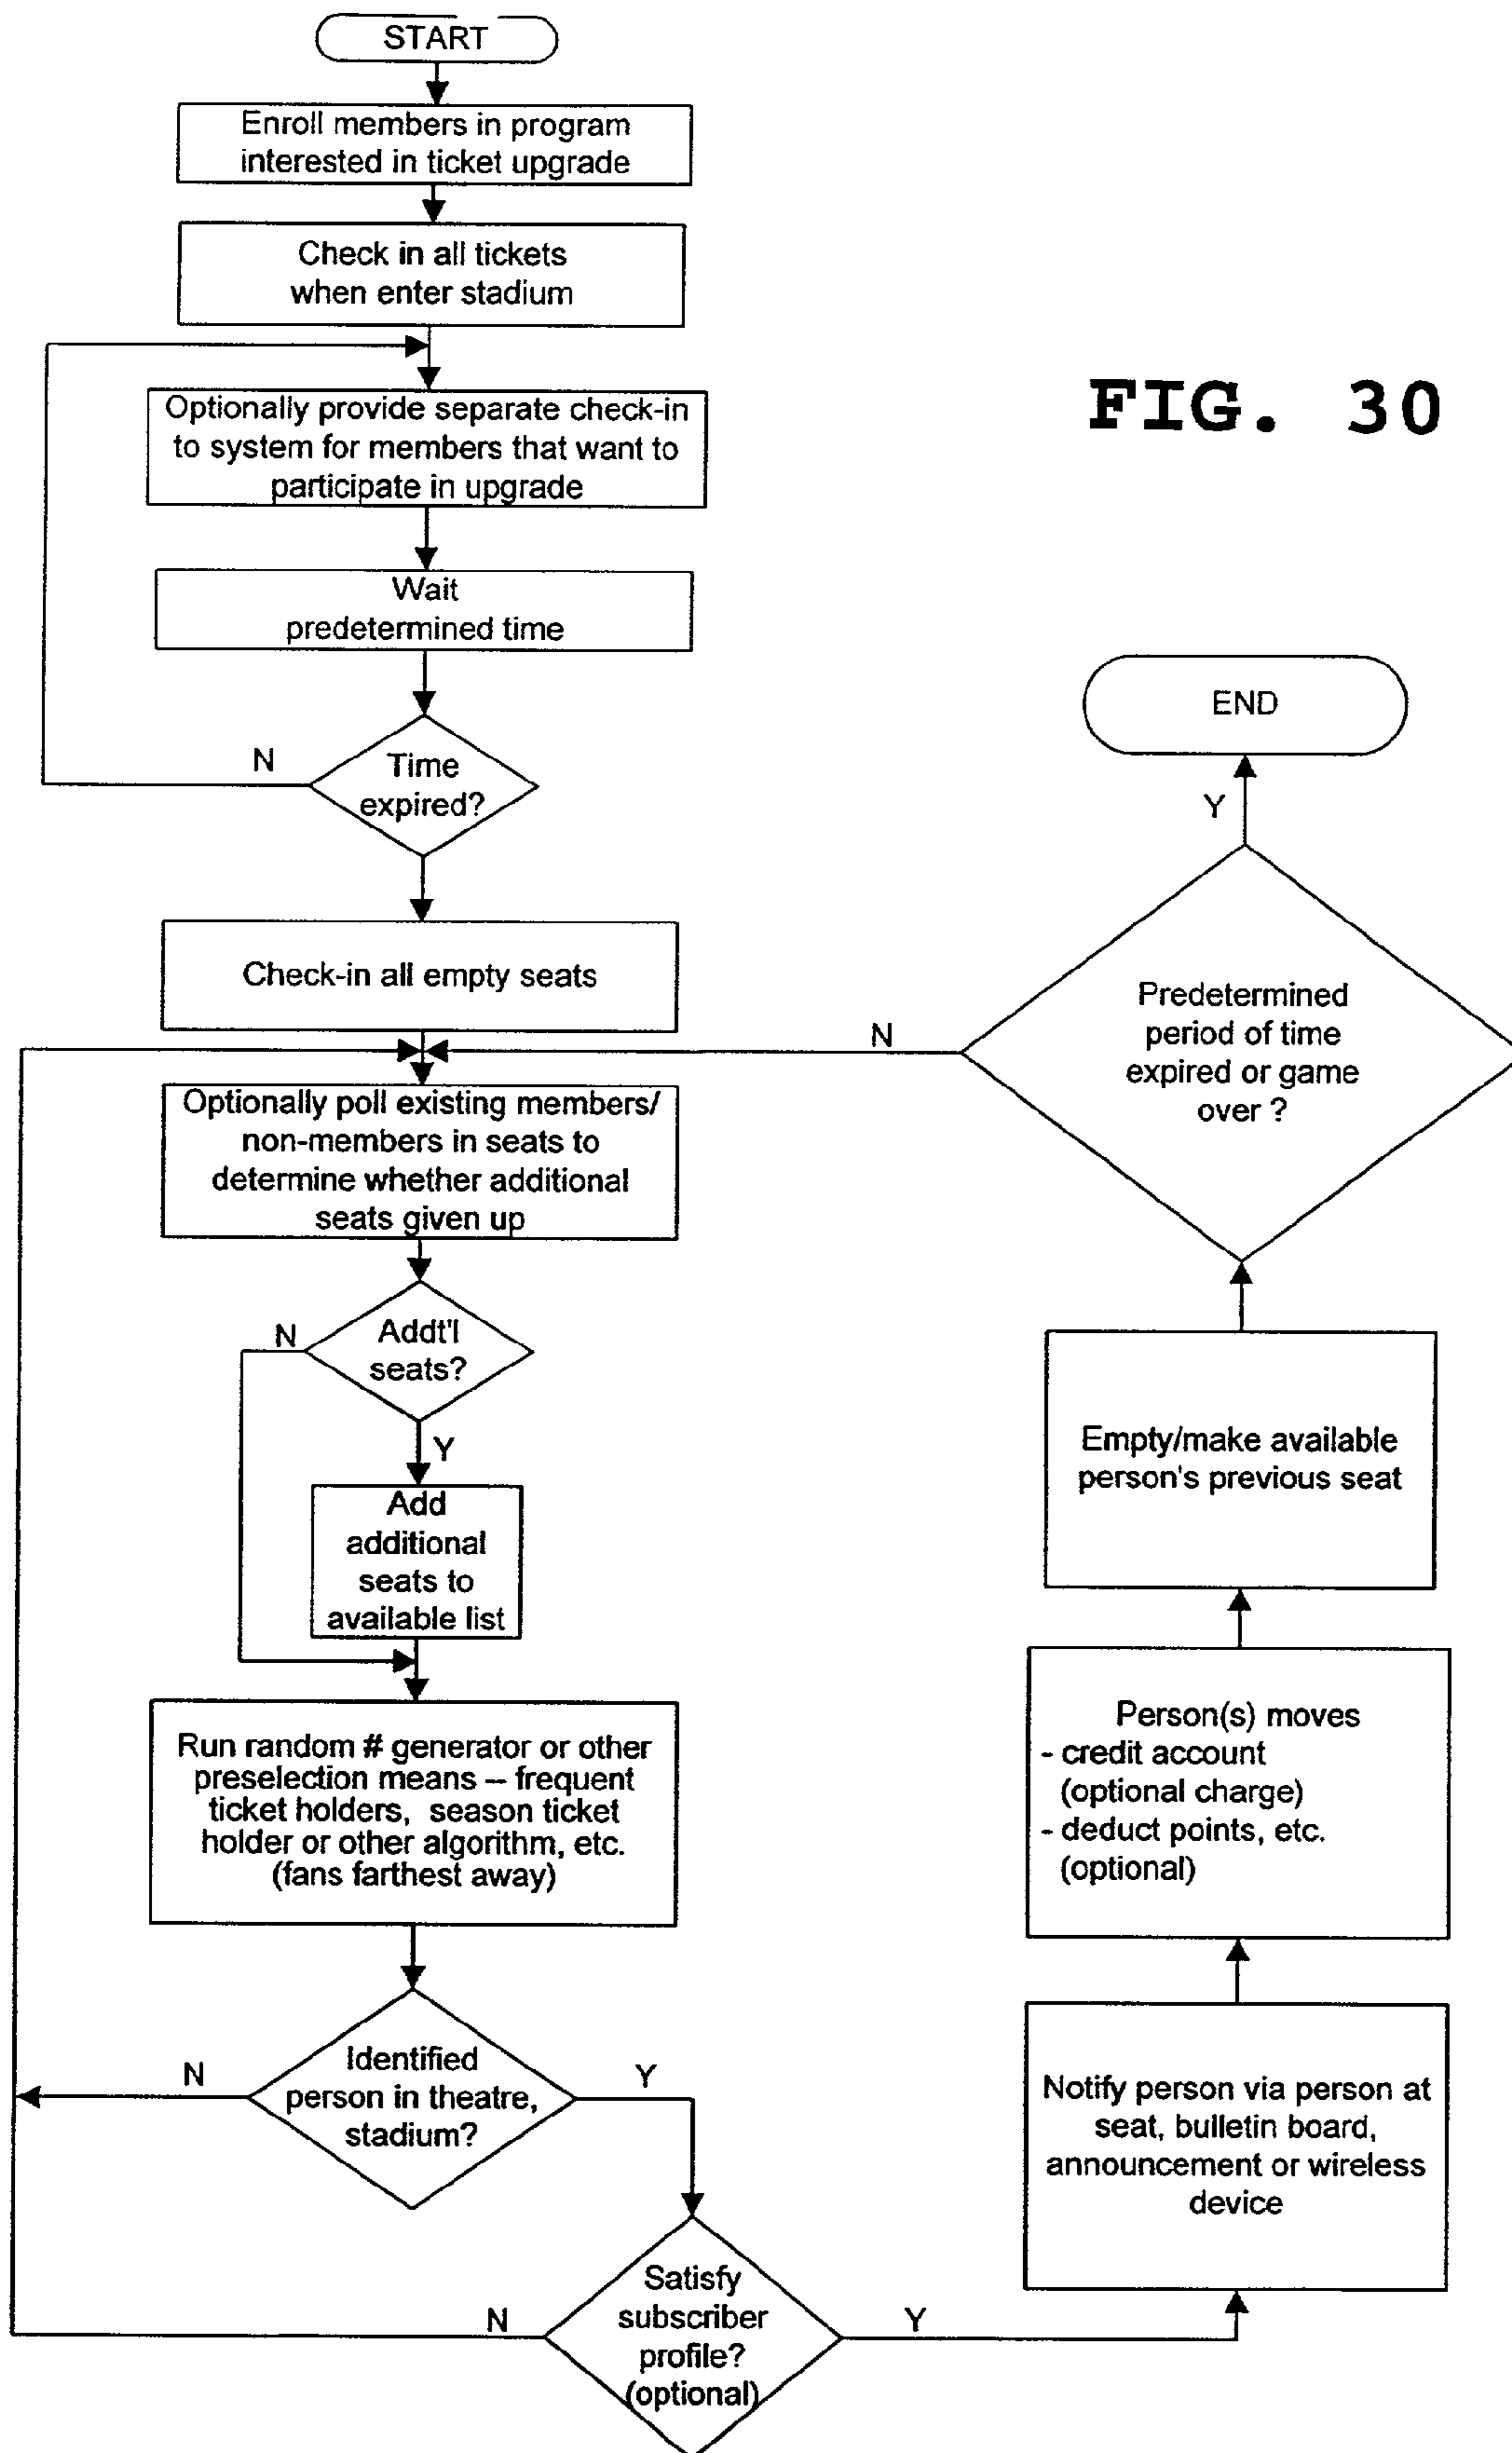 START
Enroll members in program
interested in ticket upgrade
Check in all tickets
when enter stadium
FIG. 30
Optionally provide separate check-in
to system for members that want to
participate in upgrade
Wait
predetermined time
N
Time
expired?
Check-in all empty seats
Optionally poll existing members/
non-members in seats to
determine whether additional
seats given up
N
Addt'l
seats?
Y
Add
additional
seats to
available list
Run random # generator or other
preselection means – frequent
ticket holders, season ticket
holder or other algorithm, etc.
(fans farthest away)
N
Identified
person in theatre,
stadium?
Y
N
Satisfy
subscriber
profile?
(optional)
Y
Notify person via person at
seat, bulletin board,
announcement or wireless
device
Person(s) moves
- credit account
(optional charge)
- deduct points, etc.
(optional)
Empty/make available
person's previous seat
Predetermined
period of time
expired or game
over ?
N
Y
END